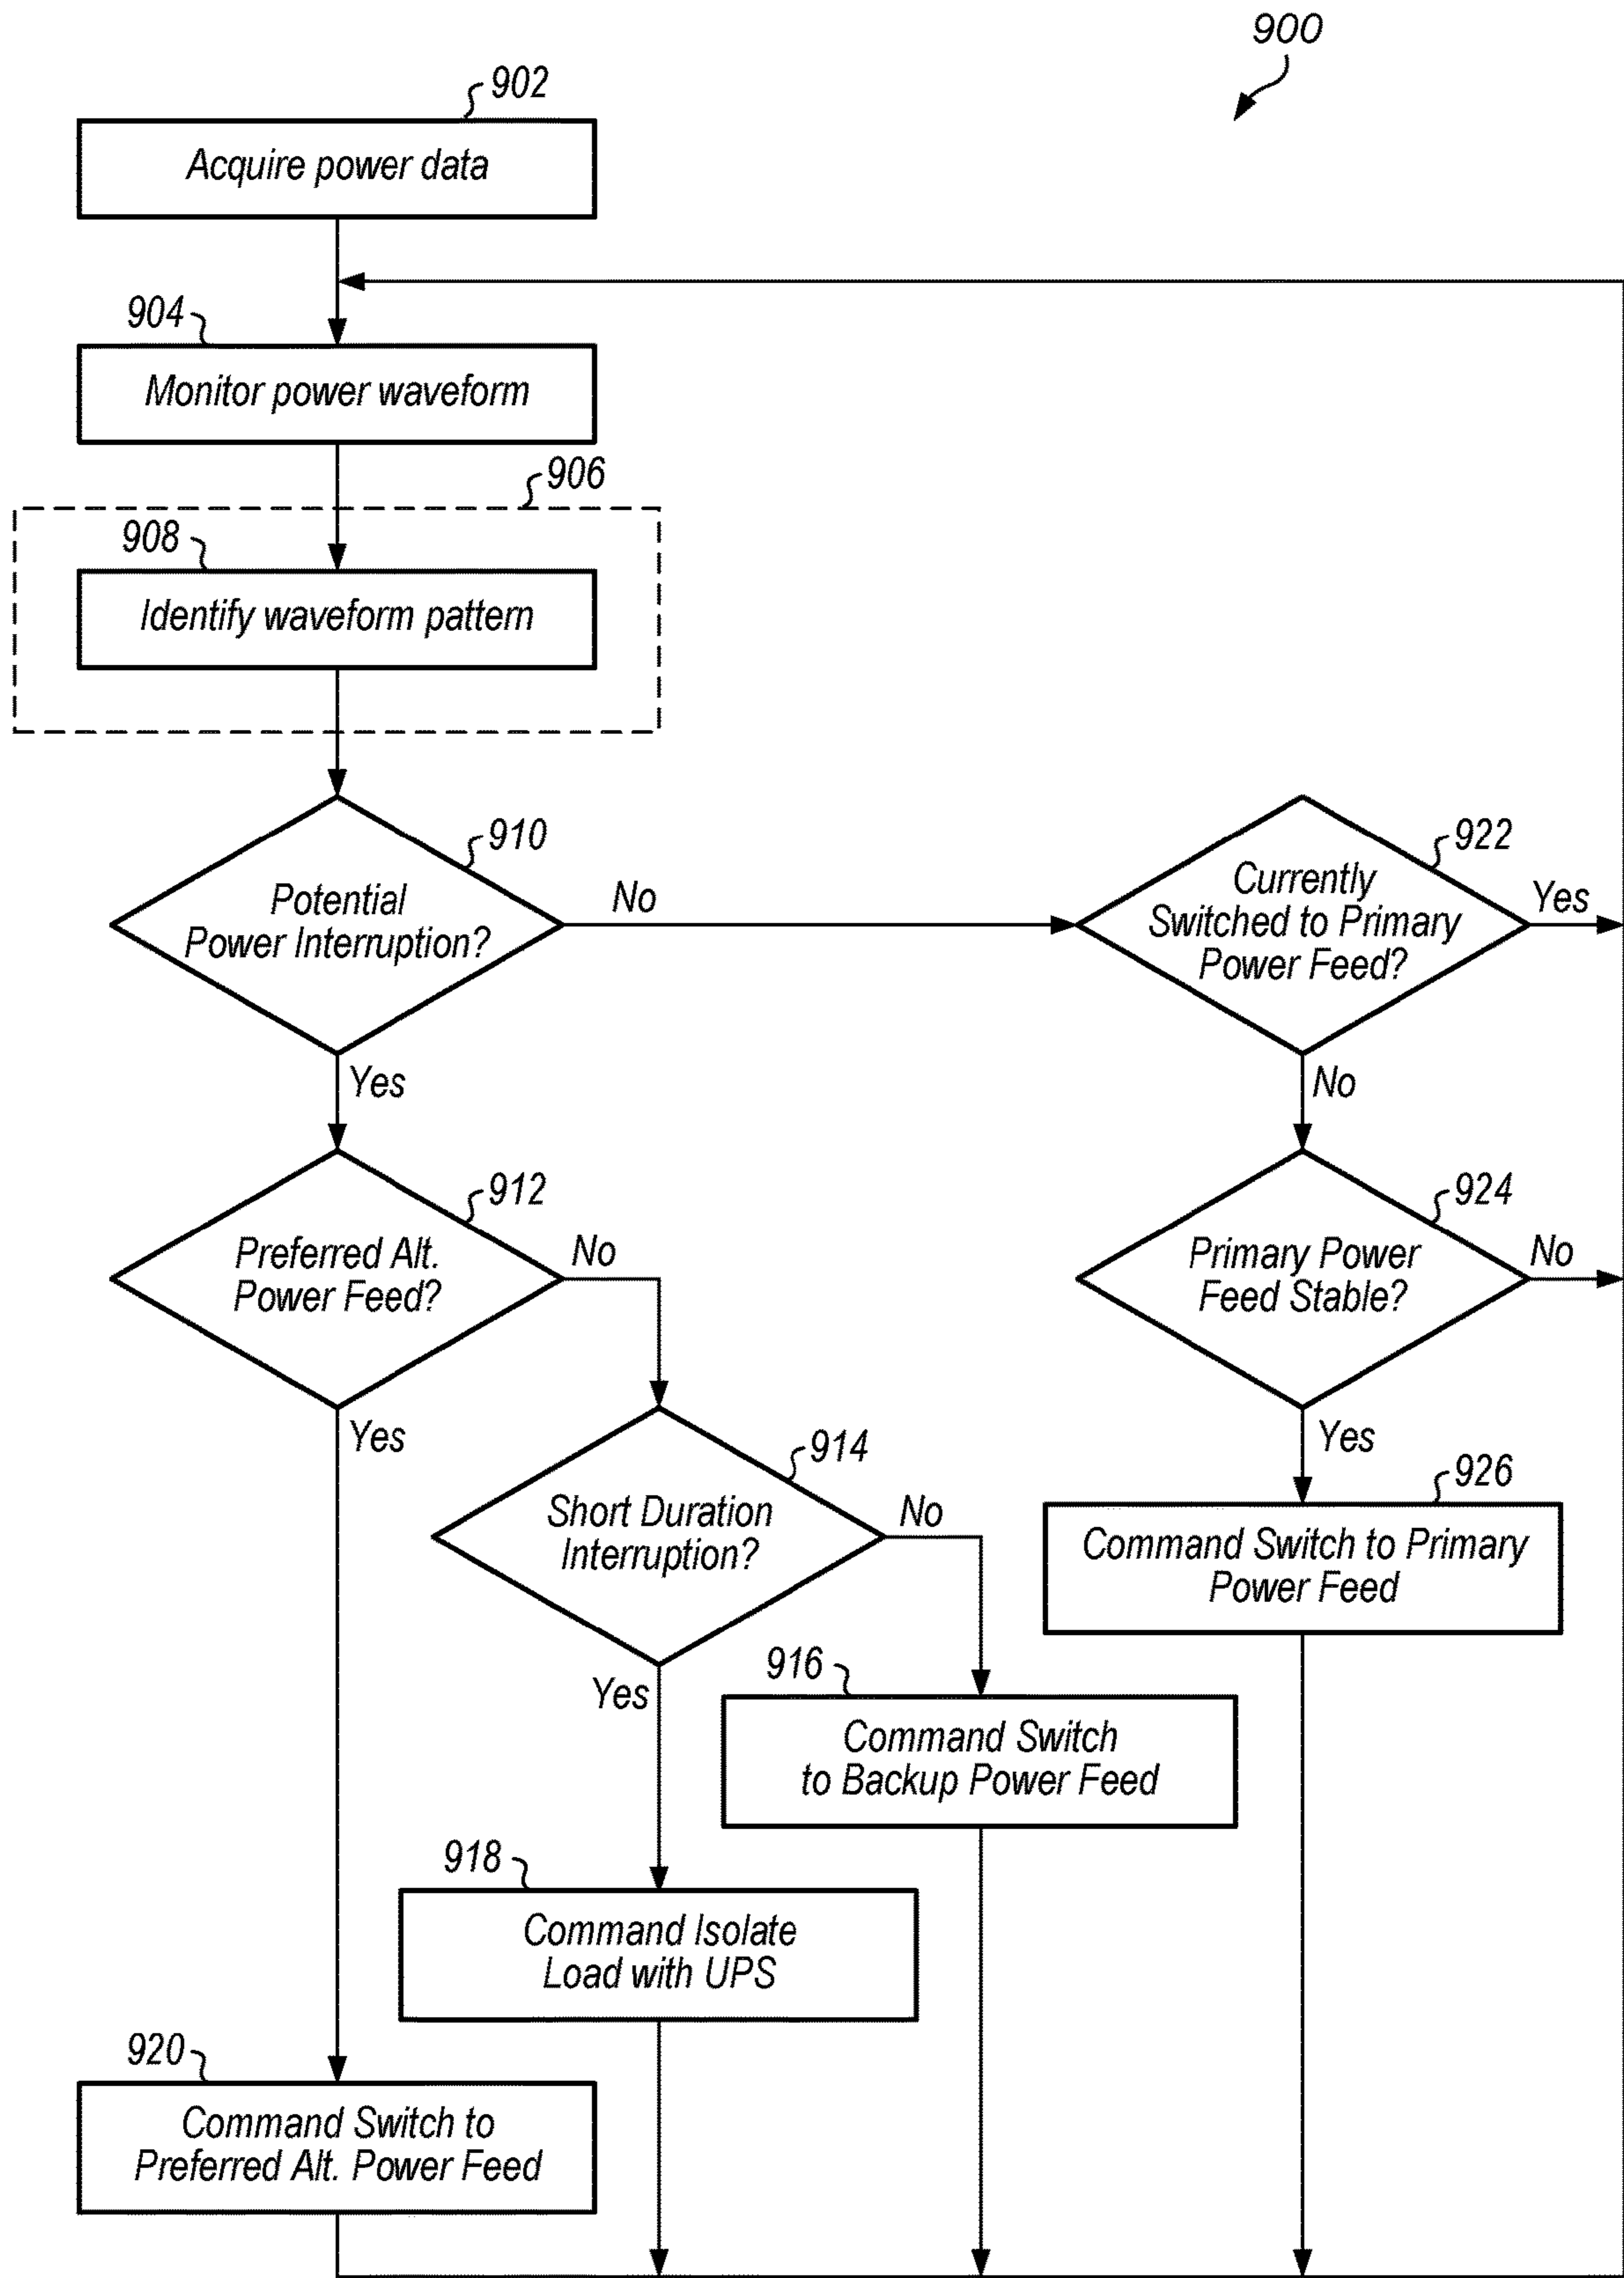 900
902
Acquire power data
904
Monitor power waveform
906
908
Identify waveform pattern
910
Potential
Power Interruption?
No
Yes
922
Currently
Switched to Primary
Power Feed?
Yes
No
912
Preferred Alt.
Power Feed?
No
Yes
924
Primary Power
Feed Stable?
No
Yes
914
Short Duration
Interruption?
No
Yes
926
Command Switch to Primary
Power Feed
916
Command Switch
to Backup Power Feed
918
Command Isolate
Load with UPS
920
Command Switch to
Preferred Alt. Power Feed